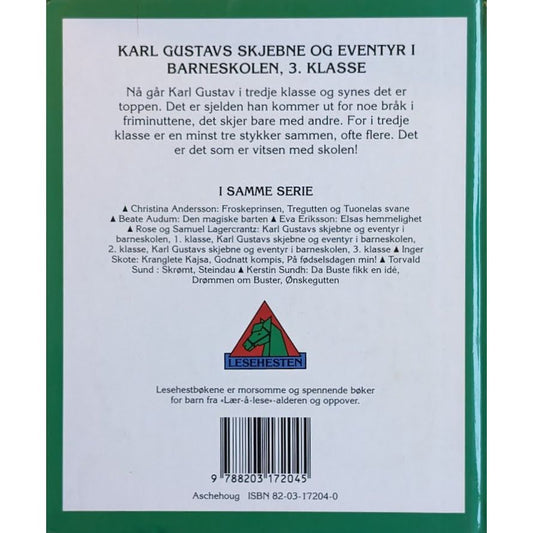 KARL GUSTAVS SKJEBNE OG EVENTYR I
BARNESKOLEN, 3. KLASSE
Nå går Karl Gustav i tredje klasse og synes det er
toppen. Det er sjelden han kommer ut for noe bråk i
friminuttene, det skjer bare med andre. For i tredje
klasse er en minst tre stykker sammen, ofte flere. Det
er det som er vitsen med skolen!
I SAMME SERIE
▲ Christina Andersson: Froskeprinsen, Tregutten og Tuonelas svane
▲ Beate Audum: Den magiske barten ▲ Eva Eriksson: Elsas hemmelighet
▲ Rose og Samuel Lagercrantz: Karl Gustavs skjebne og eventyr i
barneskolen, 1. klasse, Karl Gustavs skjebne og eventyr i barneskolen,
2. klasse, Karl Gustavs skjebne og eventyr i barneskolen, 3. klasse ▲ Inger
Skote: Kranglete Kajsa, Godnatt kompis, På fødselsdagen min! ▲ Torvald
Sund : Skrømt, Steindau ▲ Kerstin Sundh: Da Buste fikk en idé,
Drømmen om Buster, Ønskegutten
LESEHESTEN
Lesehestbøkene er morsomme og spennende bøker
for barn fra «Lær-å-lese»-alderen og oppover.
9 788203 172045
Aschehoug ISBN 82-03-17204-0